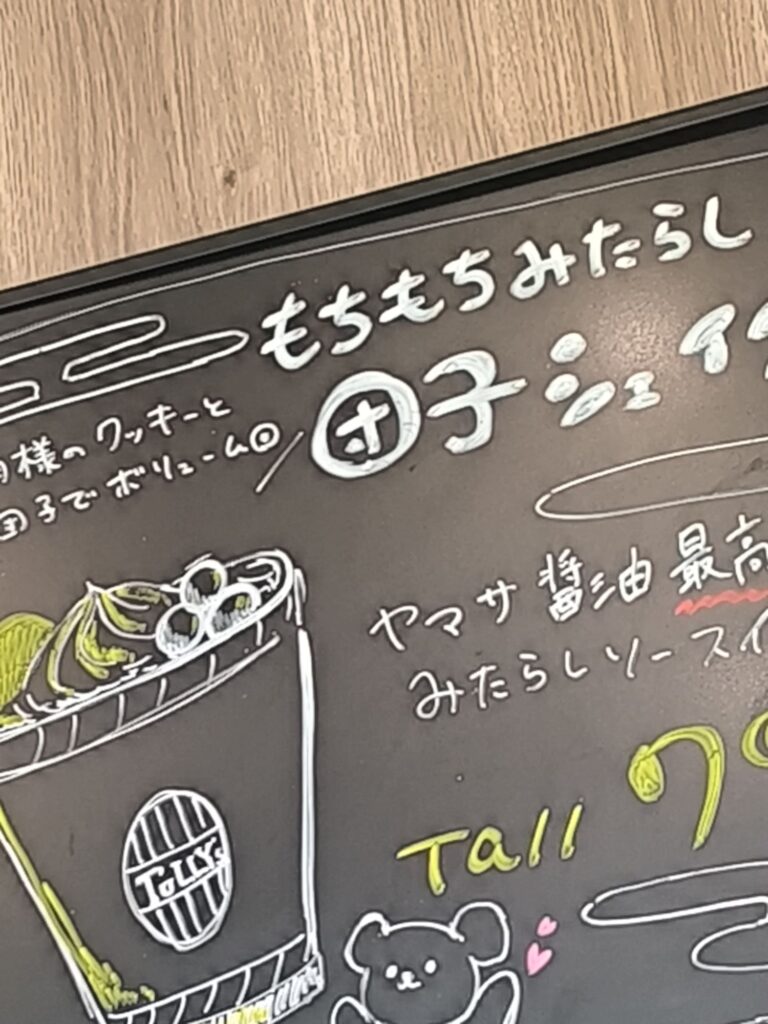 もちもちみたらし
団子シェイク
様のクッキーと
団子でボリューム◎
ヤマサ醤油最高
みたらしソース
Tall
TULLY's